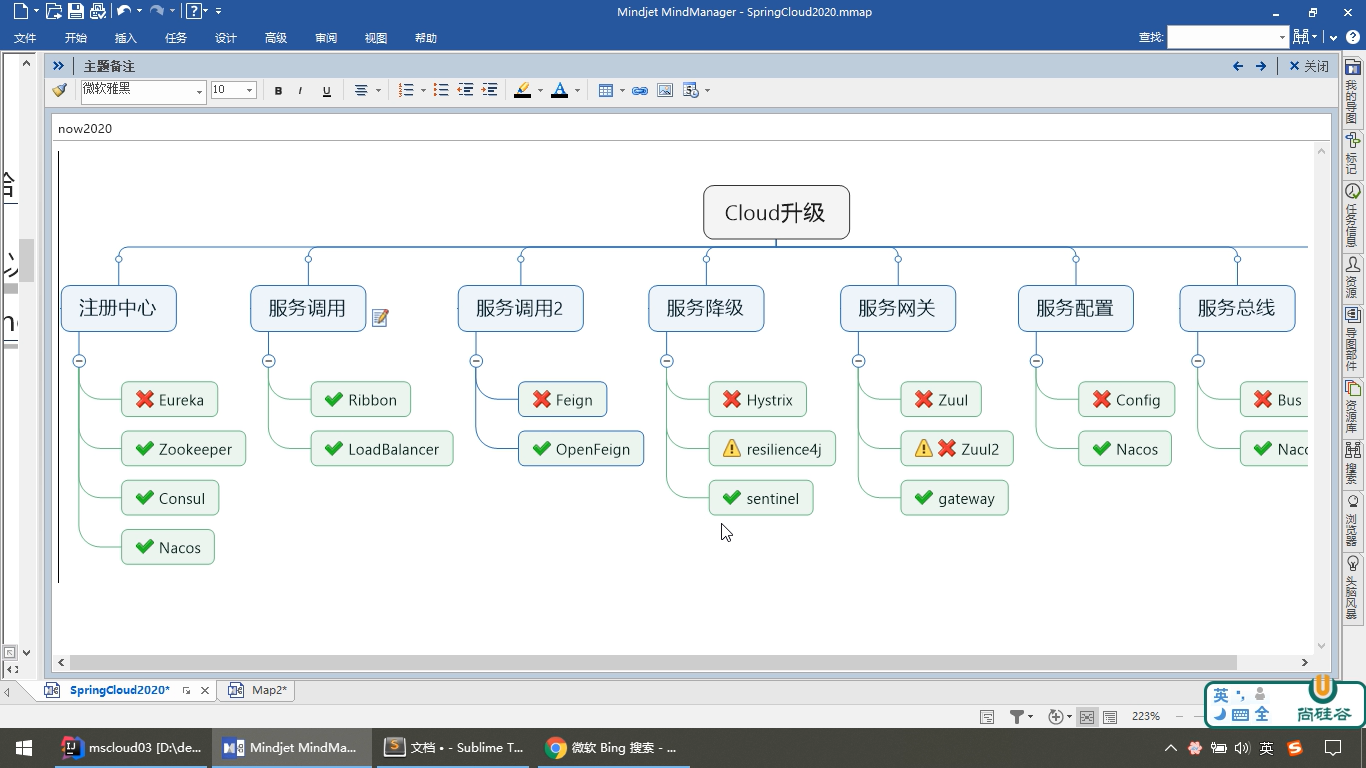 Mindjet MindManager - SpringCloud2020.mmap
文件 开始 插入 任务 设计 高级 审阅 视图 帮助 查找:
主题备注 关闭
微软雅黑 10 B I U
now2020
Cloud升级
注册中心 服务调用 服务调用2 服务降级 服务网关 服务配置 服务总线
Eureka Ribbon Feign Hystrix Zuul Config Bus
Zookeeper LoadBalancer OpenFeign resilience4j Zuul2 Nacos Naco
Consul sentinel gateway
Nacos
我的导图
标记
任务信息
资源
导图部件
资源库
搜索
浏览器
头脑风暴
SpringCloud2020* Map2*
223%
英 全 尚硅谷
mscloud03 [D:\de... Mindjet MindMa... 文档 • - Sublime T... 微软 Bing 搜索 - ... 英